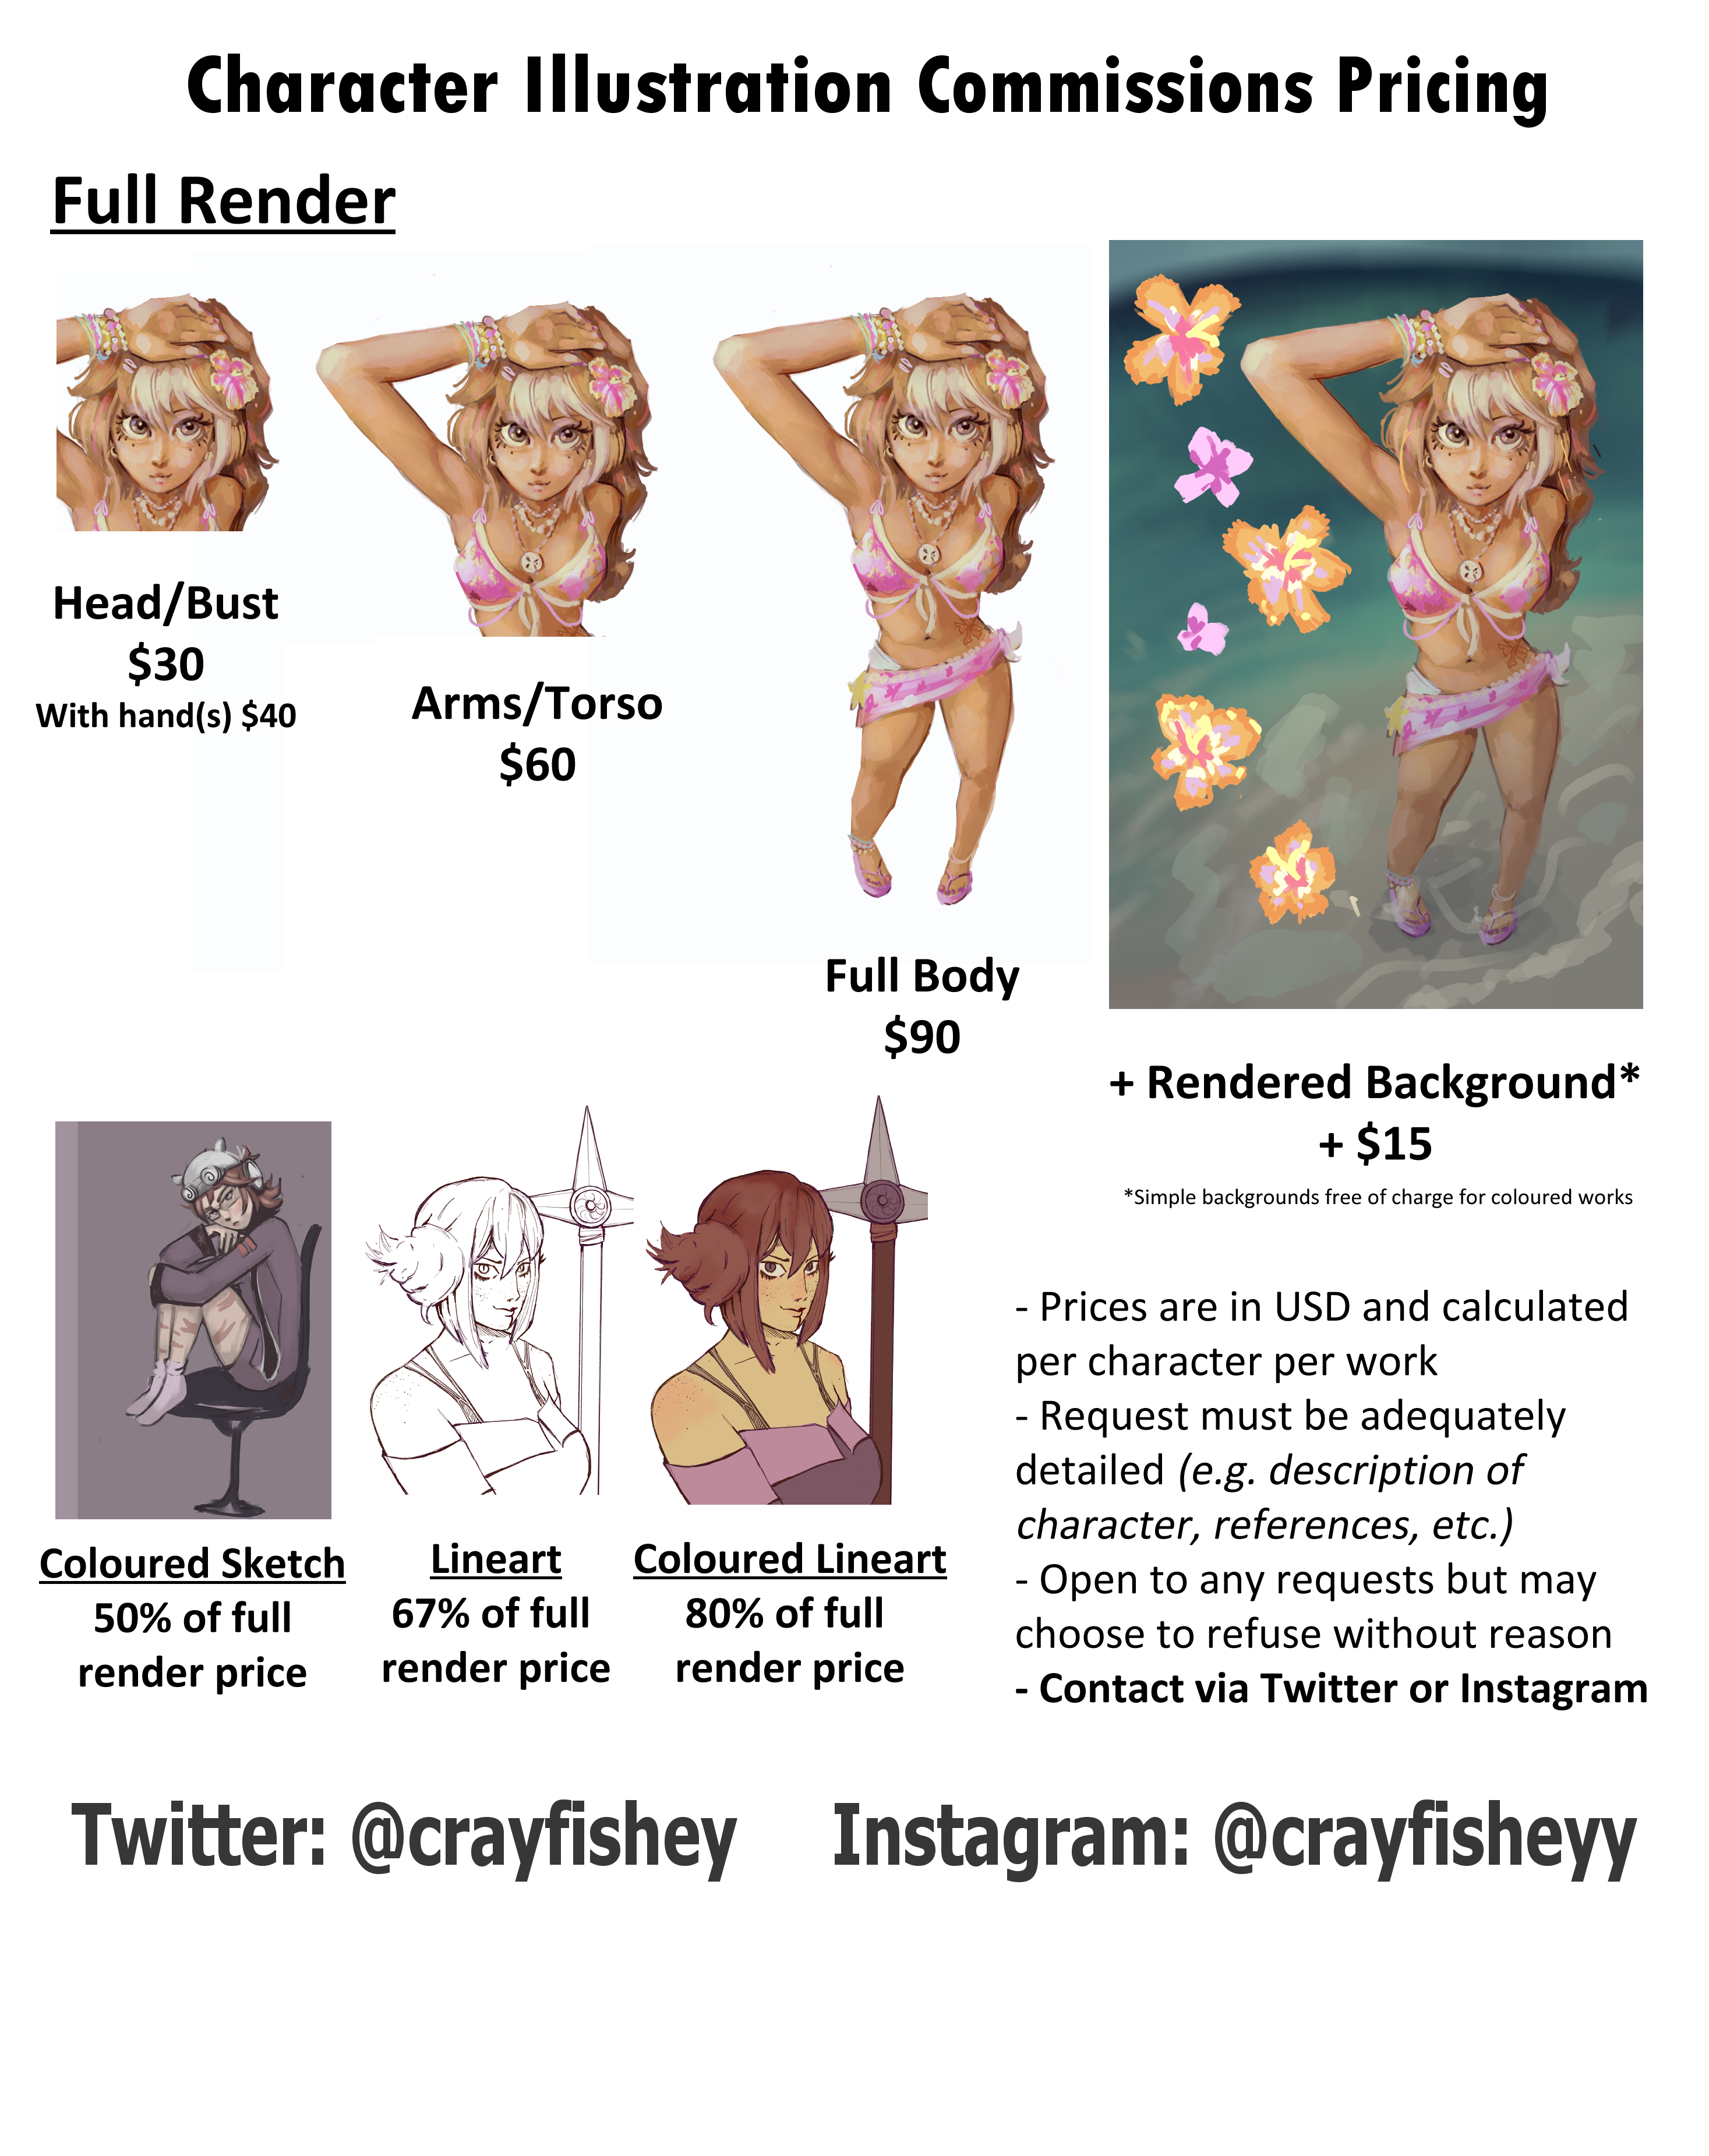 Character Illustration Commissions Pricing
Full Render
Head/Bust
$30
With hand(s) $40
Arms/Torso
$60
Full Body
$90
+ Rendered Background*
+ $15
*Simple backgrounds free of charge for coloured works
Coloured Sketch
50% of full
render price
Lineart
67% of full
render price
Coloured Lineart
80% of full
render price
- Prices are in USD and calculated
per character per work
- Request must be adequately
detailed (e.g. description of
character, references, etc.)
- Open to any requests but may
choose to refuse without reason
- Contact via Twitter or Instagram
Twitter: @crayfishey
Instagram: @crayfisheyy